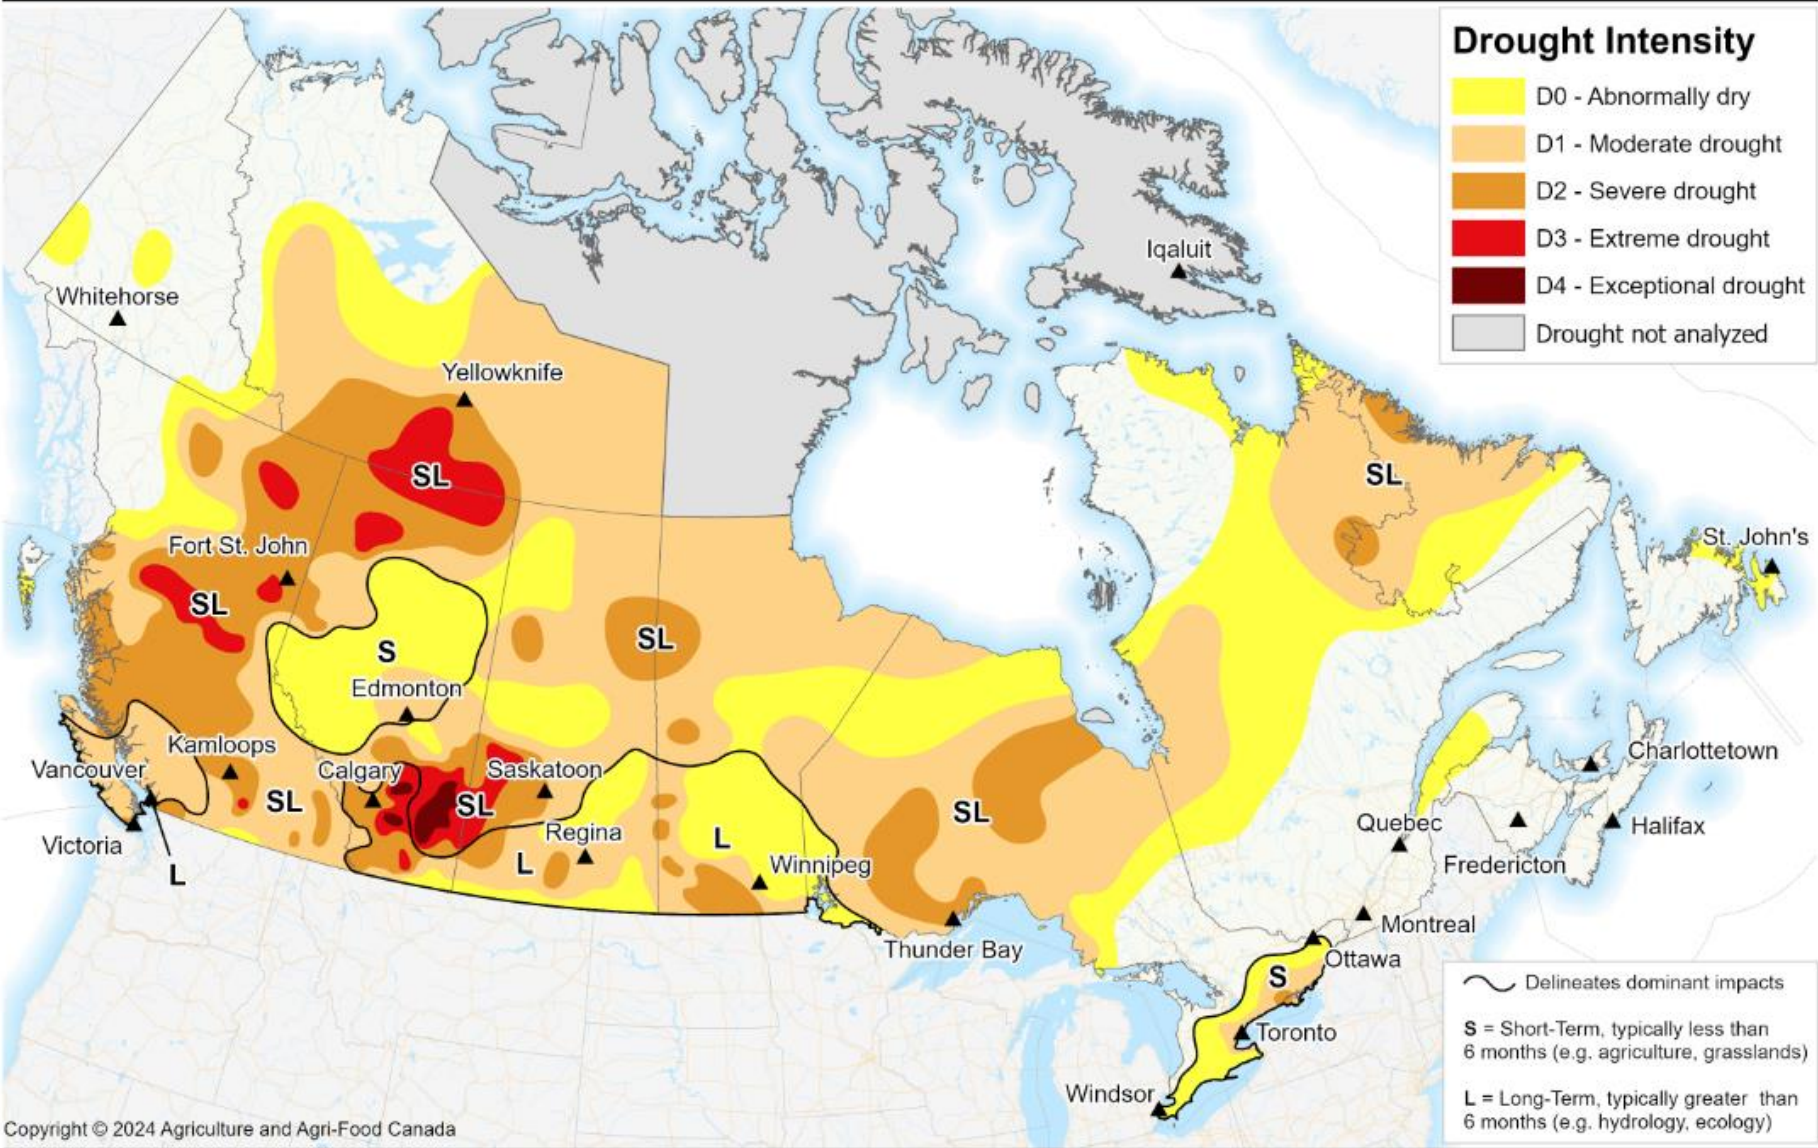 Drought Intensity
D0 - Abnormally dry
D1 - Moderate drought
D2 - Severe drought
D3 - Extreme drought
D4 - Exceptional drought
Drought not analyzed
Iqaluit
Whitehorse
Yellowknife
SL
SL
Fort St. John
St. John's
SL
SL
S
Edmonton
Kamloops
Charlottetown
Vancouver
Calgary
Saskatoon
SL
SL
SL
Quebec
Halifax
Victoria
Regina
L
L
Winnipeg
Fredericton
L
Montreal
Thunder Bay
Ottawa
S
Toronto
Windsor
Delineates dominant impacts
S = Short-Term, typically less than
6 months (e.g. agriculture, grasslands)
L = Long-Term, typically greater than
6 months (e.g. hydrology, ecology)
Copyright © 2024 Agriculture and Agri-Food Canada